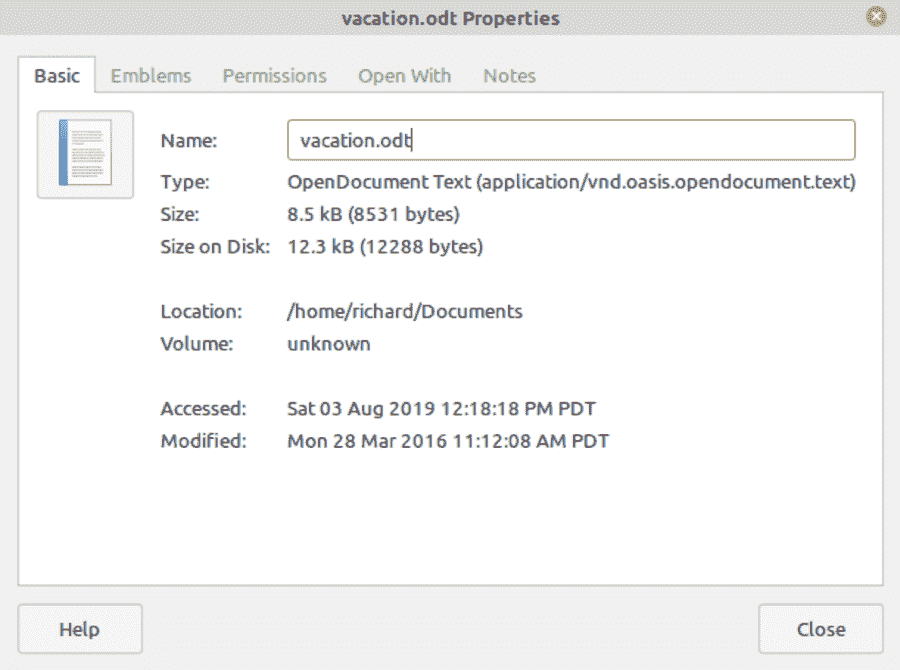 vacation.odt Properties
Basic Emblems Permissions Open With Notes
Name: vacation.odt
Type: OpenDocument Text (application/vnd.oasis.opendocument.text)
Size: 8.5 kB (8531 bytes)
Size on Disk: 12.3 kB (12288 bytes)
Location: /home/richard/Documents
Volume: unknown
Accessed: Sat 03 Aug 2019 12:18:18 PM PDT
Modified: Mon 28 Mar 2016 11:12:08 AM PDT
Help Close